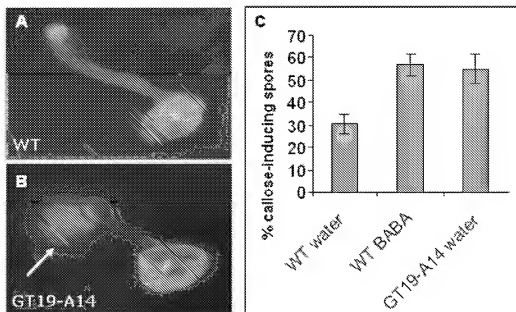 A
WT
B
GT19-A14
C
% callose-inducing spores
70
60
50
40
30
20
10
0
WT water
WT BABA
GT19-A14 water